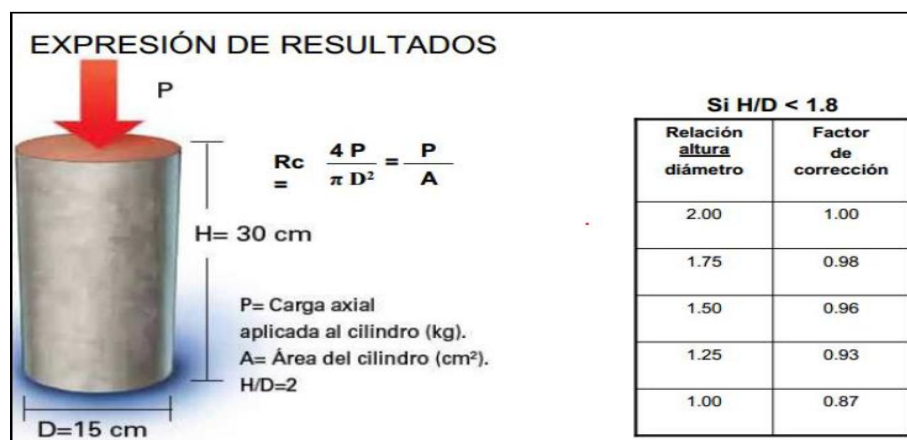 EXPRESIÓN DE RESULTADOS
P
Rc
=
4 P
π D²
=
P
A
H= 30 cm
P= Carga axial
aplicada al cilindro (kg).
A= Área del cilindro (cm²).
H/D=2
D=15 cm
Si H/D < 1.8
Relación altura diámetro
Factor de corrección
2.00 1.00
1.75 0.98
1.50 0.96
1.25 0.93
1.00 0.87